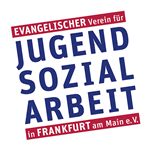 EVANGELISCHER Verein für
JUGEND
SOZIAL
ARBEIT
in FRANKFURT am Main e.V.